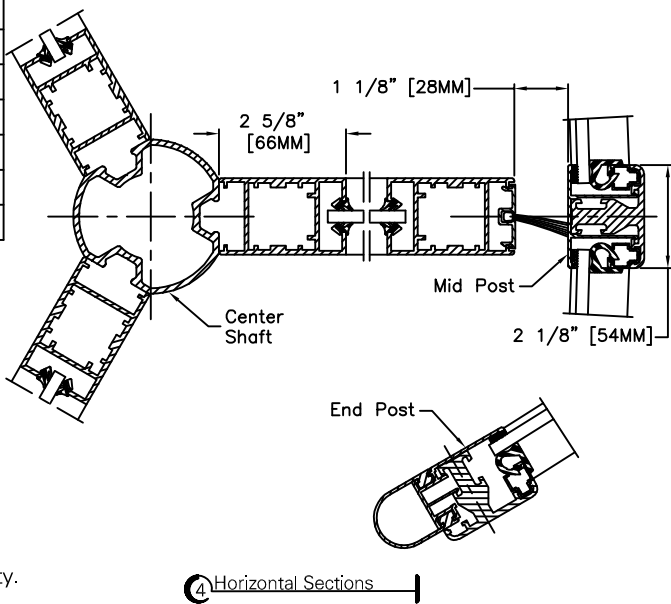 1 1/8” [28MM]
2 5/8”
[66MM]
Mid Post
Center
Shaft
2 1/8” [54MM]
End Post
ty.
4 Horizontal Sections